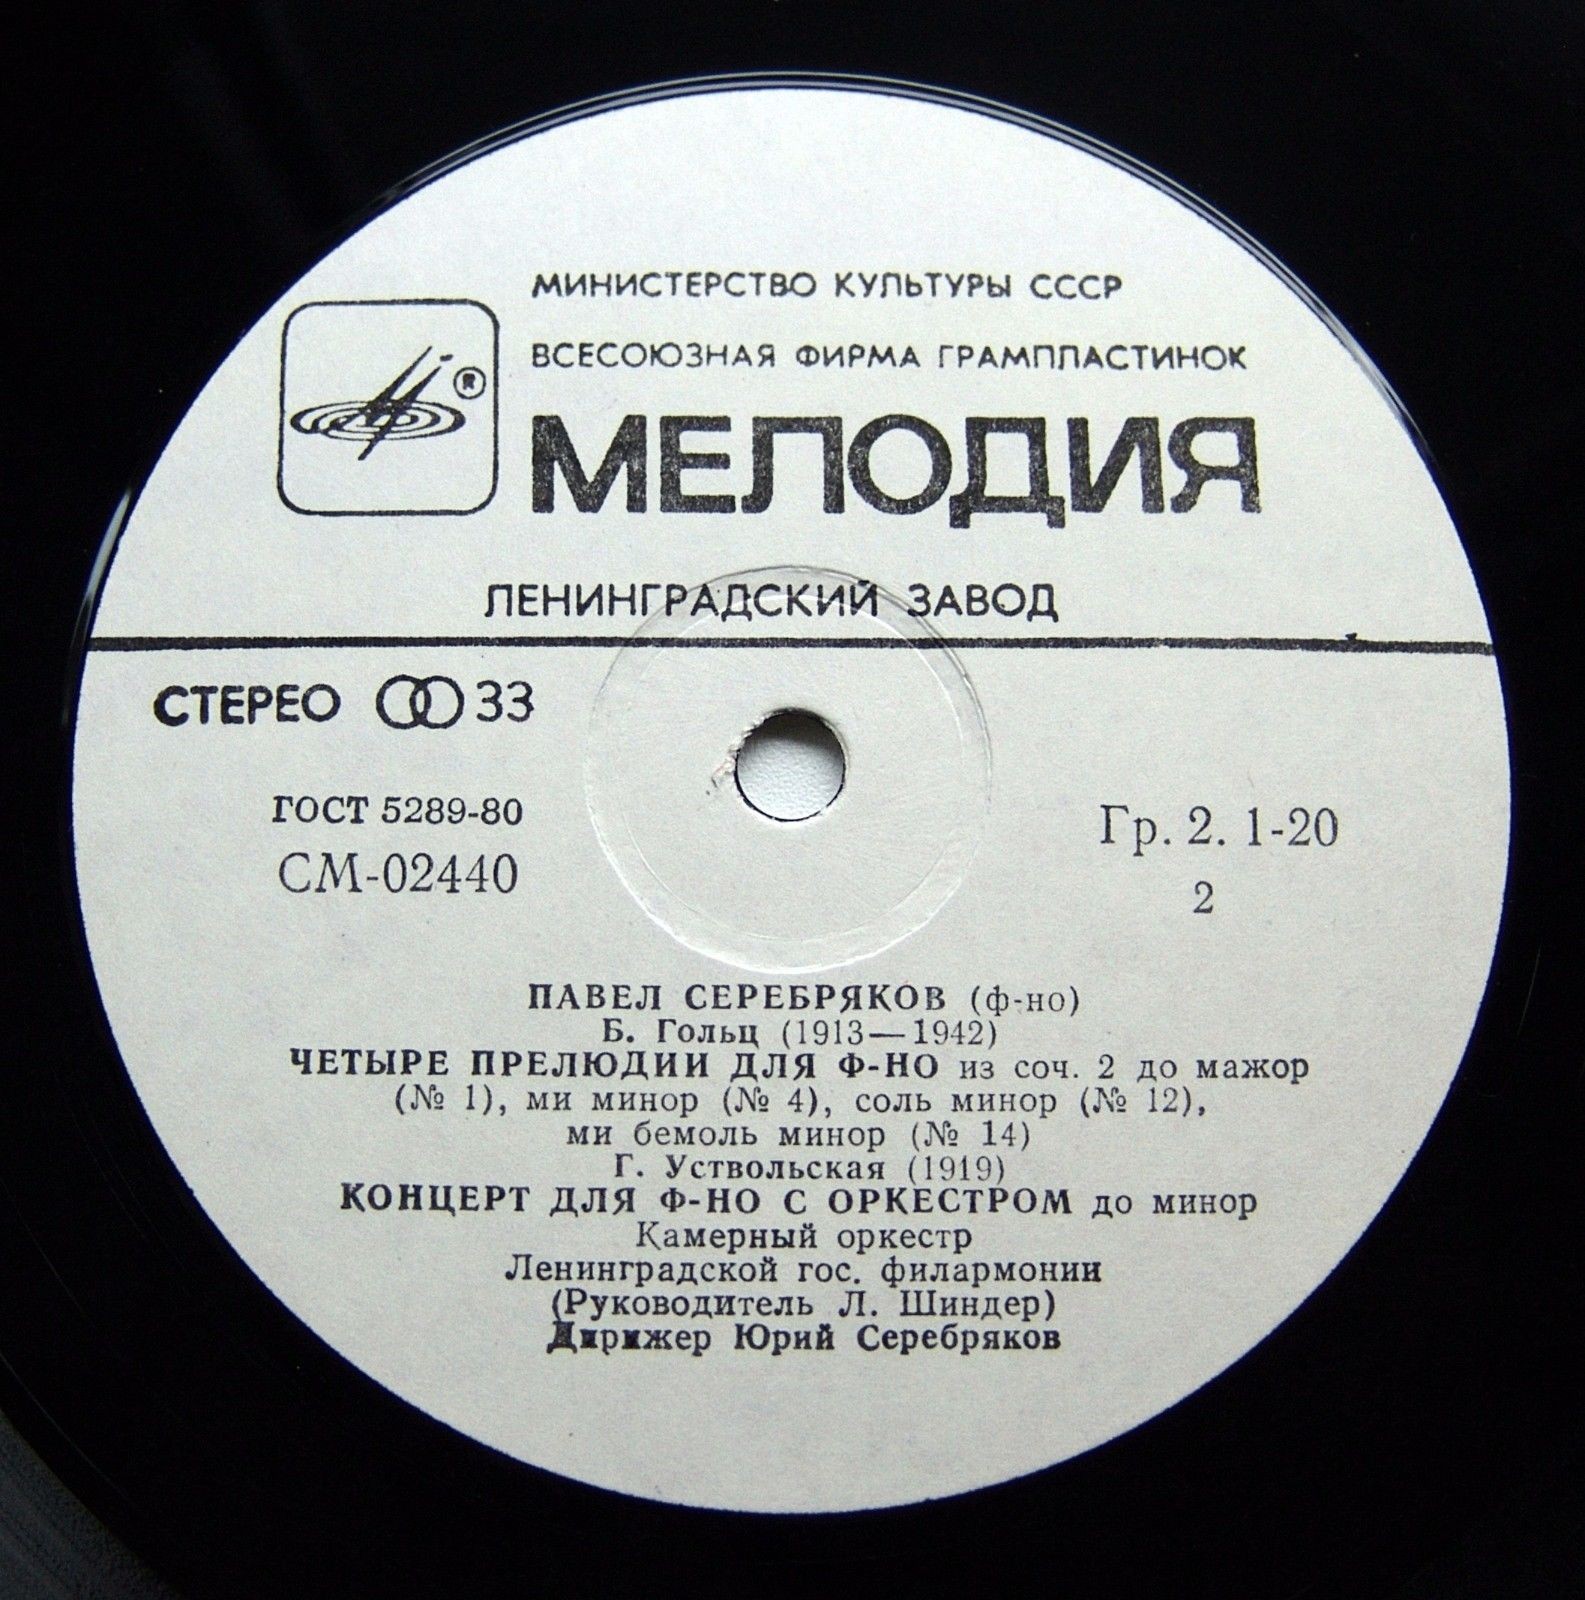 МИНИСТЕРСТВО КУЛЬТУРЫ СССР
ВСЕСОЮЗНАЯ ФИРМА ГРАМПЛАСТИНОК
®
МЕЛОДИЯ
ЛЕНИНГРАДСКИЙ ЗАВОД
СТЕРЕО 33
ГОСТ 5289-80
СМ-02440
Гр. 2. 1-20
2
ПАВЕЛ СЕРЕБРЯКОВ (ф-но)
Б. Гольц (1913—1942)
ЧЕТЫРЕ ПРЕЛЮДИИ ДЛЯ Ф-НО из соч. 2 до мажор
(№ 1), ми минор (№ 4), соль минор (№ 12),
ми бемоль минор (№ 14)
Г. Уствольская (1919)
КОНЦЕРТ ДЛЯ Ф-НО С ОРКЕСТРОМ до минор
Камерный оркестр
Ленинградской гос. филармонии
(Руководитель Л. Шиндер)
Дирижер Юрий Серебряков